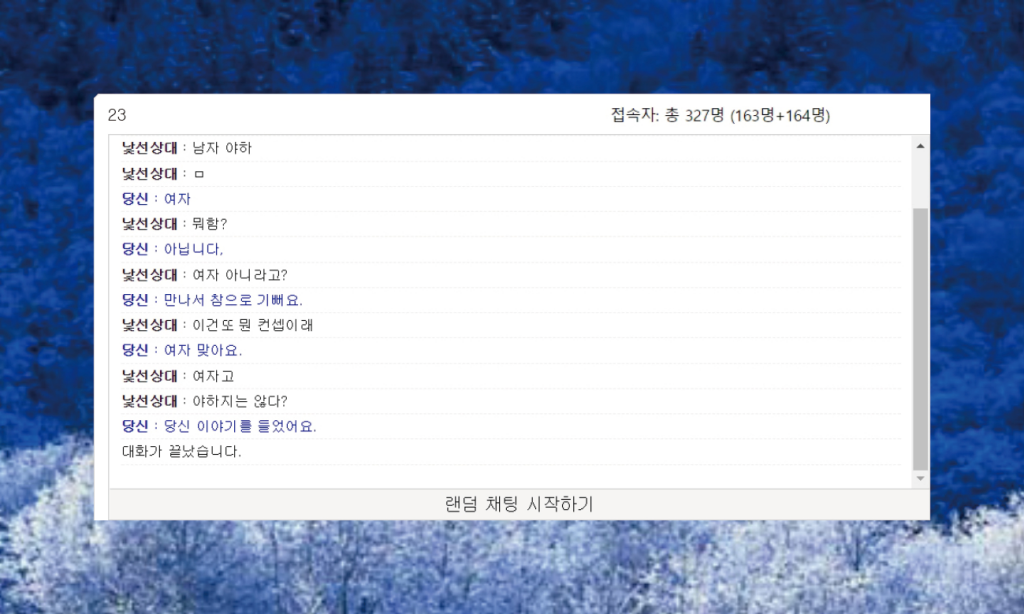 23
접속자: 총 327명 (163명+164명)
낯선상대 : 남자 야하
낯선상대 : ㅁ
당신 : 여자
낯선상대 : 뭐함?
당신 : 아닙니다.
낯선상대 : 여자 아니라고?
당신 : 만나서 참으로 기뻐요.
낯선상대 : 이건또 뭔 컨셉이래
당신 : 여자 맞아요.
낯선상대 : 여자고
낯선상대 : 야하지는 않다?
당신 : 당신 이야기를 들었어요.
대화가 끝났습니다.
랜덤 채팅 시작하기